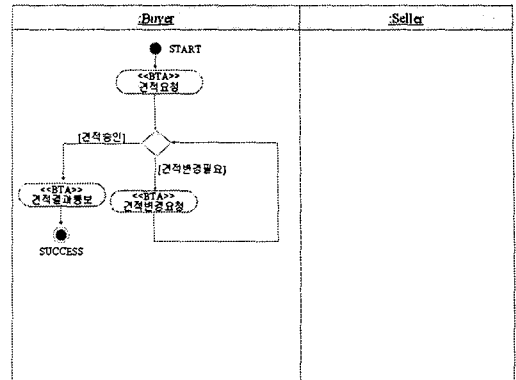 :Buyer
:Seller
START
<<BTA>>
견적요청
[견적승인]
[견적변경필요]
<<BTA>>
견적결과통보
<<BTA>>
견적변경요청
SUCCESS